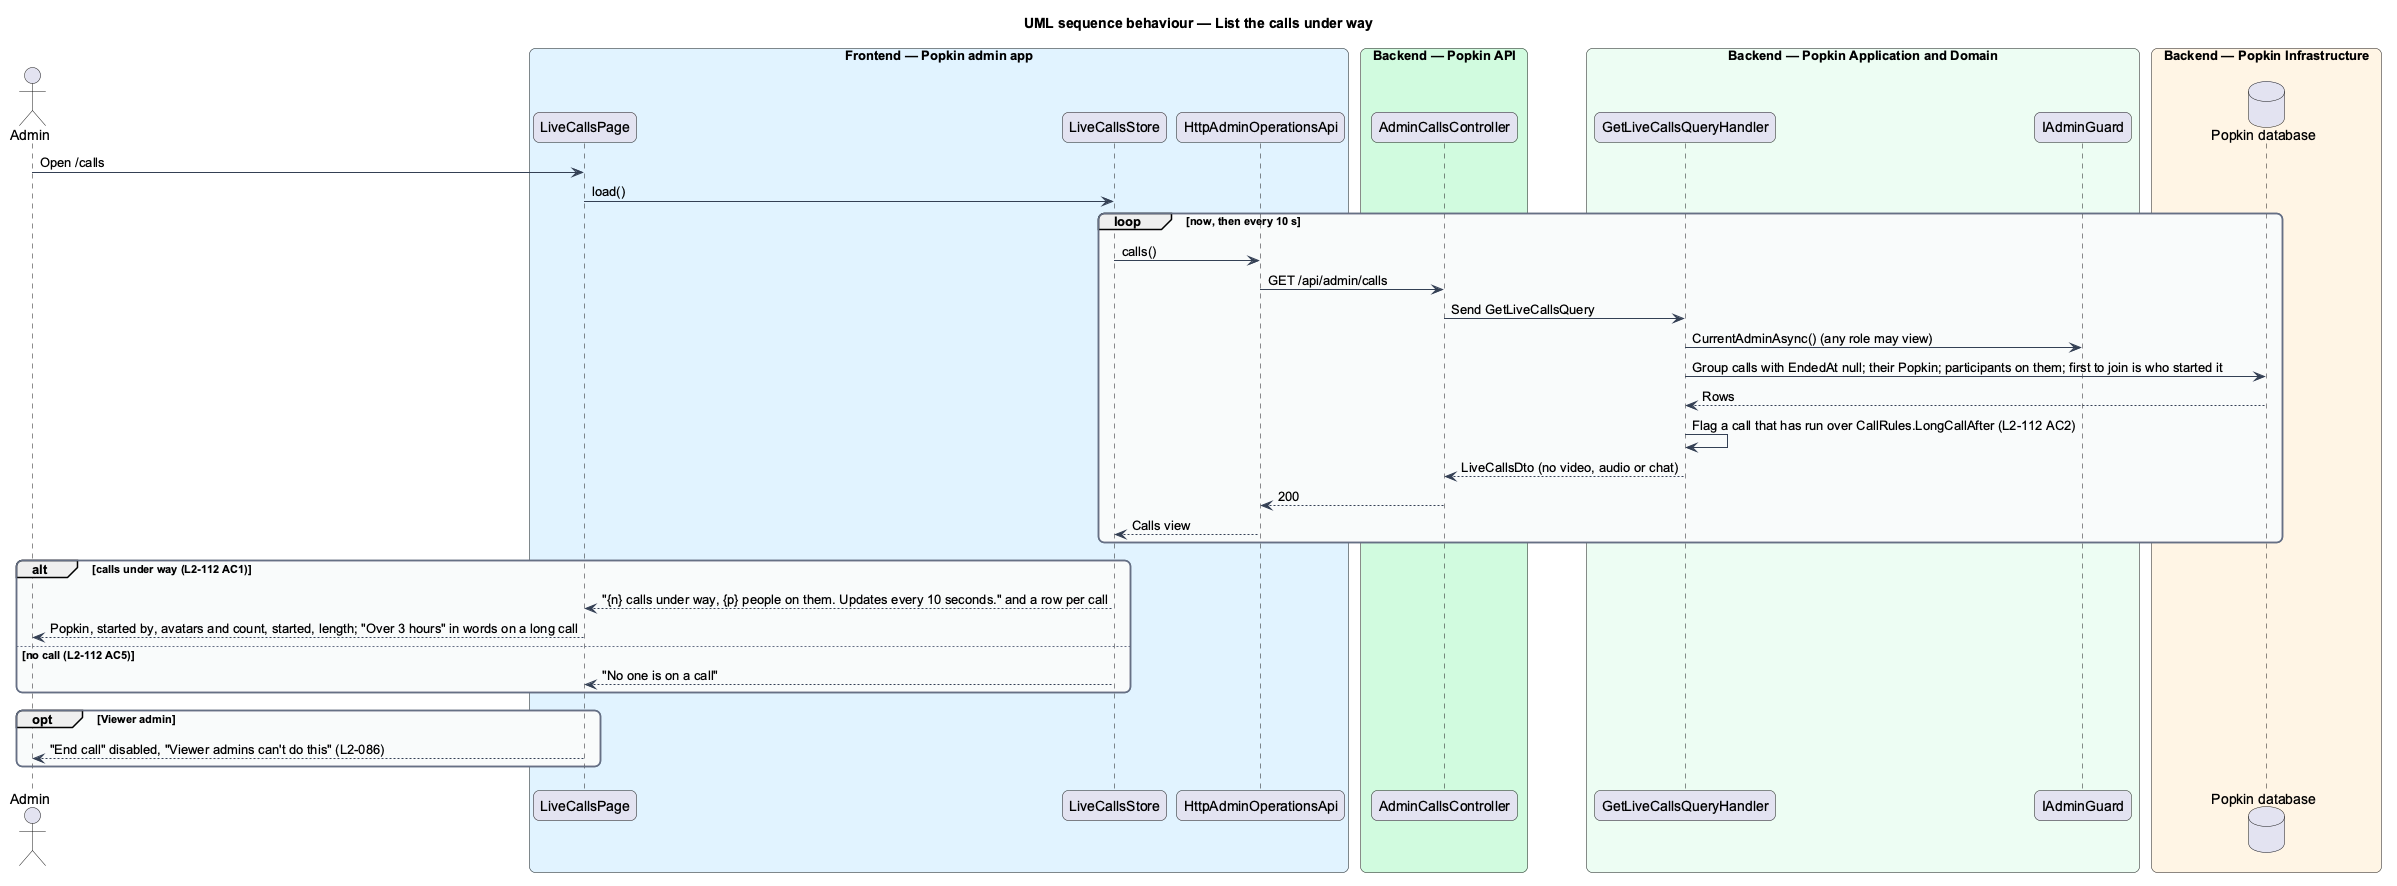 UML sequence behaviour — List the calls under way
Frontend — Popkin admin app
Backend — Popkin API
Backend — Popkin Application and Domain
Backend — Popkin Infrastructure
Admin
LiveCallsPage
LiveCallsStore
HttpAdminOperationsApi
AdminCallsController
GetLiveCallsQueryHandler
IAdminGuard
Popkin database
Open /calls
load()
loop
[now, then every 10 s]
calls()
GET /api/admin/calls
Send GetLiveCallsQuery
CurrentAdminAsync() (any role may view)
Group calls with EndedAt null; their Popkin; participants on them; first to join is who started it
Rows
Flag a call that has run over CallRules.LongCallAfter (L2-112 AC2)
LiveCallsDto (no video, audio or chat)
200
Calls view
alt
[calls under way (L2-112 AC1)]
"{n} calls under way, {p} people on them. Updates every 10 seconds." and a row per call
Popkin, started by, avatars and count, started, length; "Over 3 hours" in words on a long call
[no call (L2-112 AC5)]
"No one is on a call"
opt
[Viewer admin]
"End call" disabled, "Viewer admins can't do this" (L2-086)
Admin
LiveCallsPage
LiveCallsStore
HttpAdminOperationsApi
AdminCallsController
GetLiveCallsQueryHandler
IAdminGuard
Popkin database